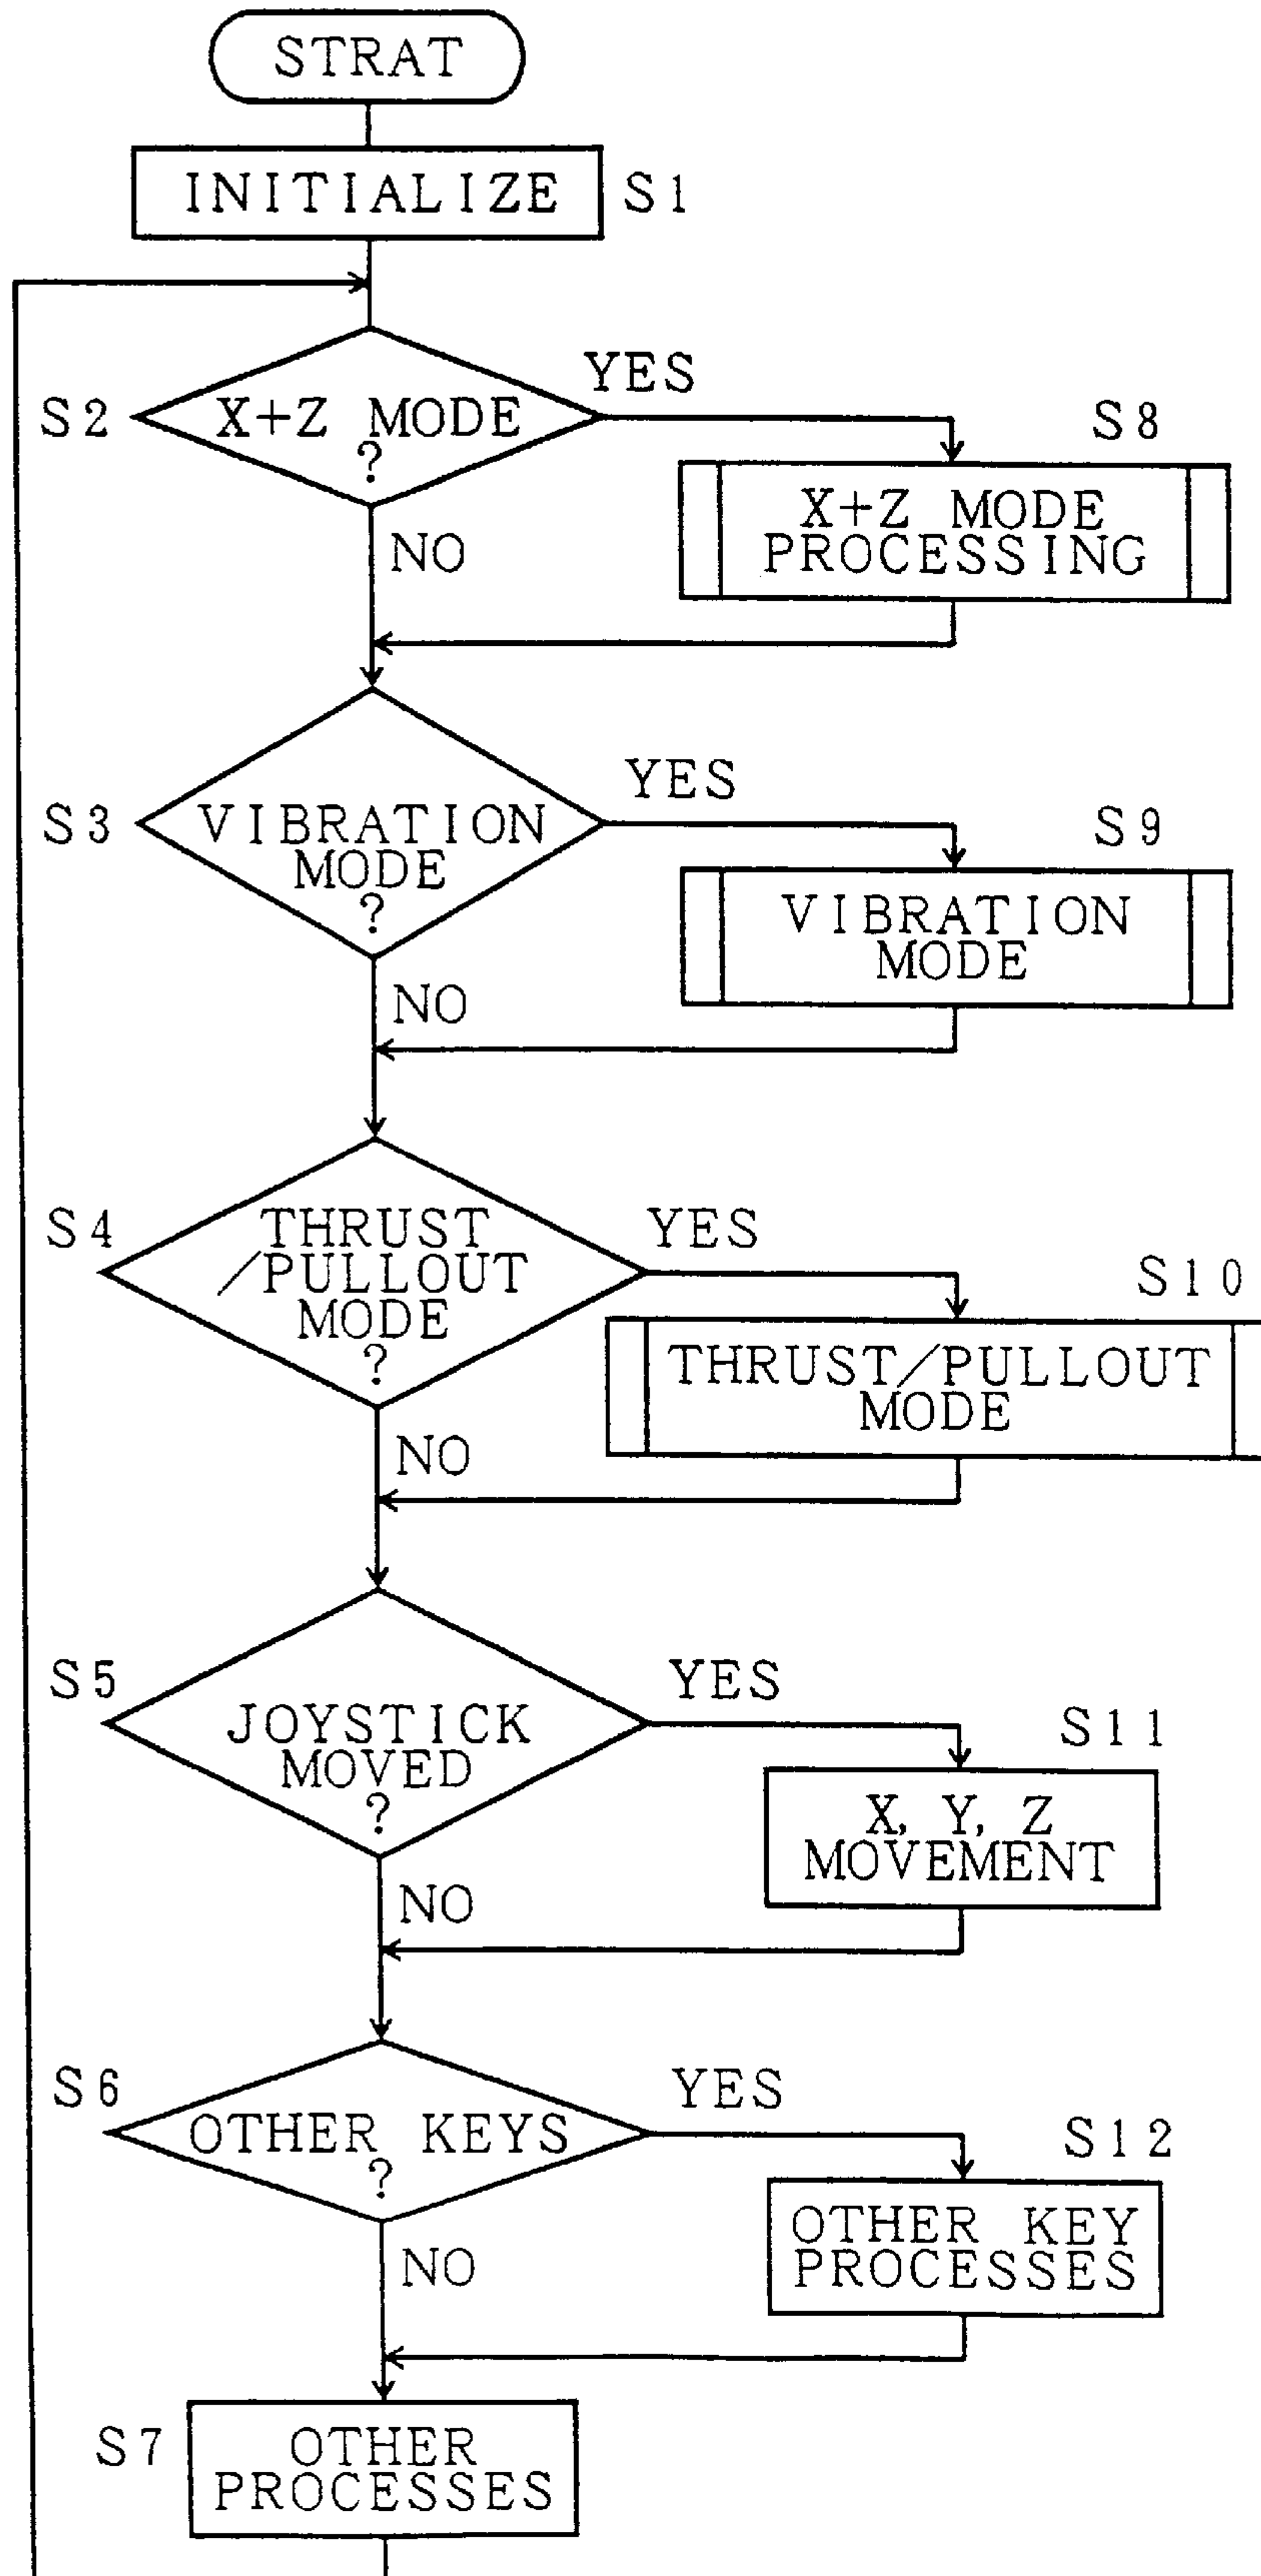 STRAT
INITIALIZE S1
YES
S2 X+Z MODE
?
S8
X+Z MODE
PROCESSING
NO
YES
S3 VIBRATION
MODE
?
S9
VIBRATION
MODE
NO
S4 THRUST
/PULLOUT
MODE
?
YES
S10
THRUST/PULLOUT
MODE
NO
S5
YES
JOYSTICK
MOVED
?
S11
X, Y, Z
MOVEMENT
NO
S6
YES
OTHER KEYS
?
S12
OTHER KEY
PROCESSES
NO
S7 OTHER
PROCESSES